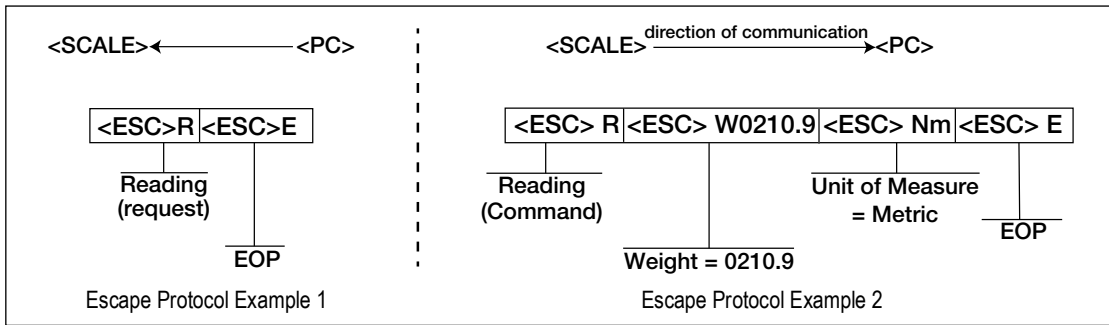 <SCALE> <PC>
<ESC>R <ESC>E
Reading
(request)
EOP
Escape Protocol Example 1
direction of communication
<SCALE> <PC>
<ESC> R <ESC> W0210.9 <ESC> Nm <ESC> E
Reading
(Command)
Unit of Measure
= Metric
EOP
Weight = 0210.9
Escape Protocol Example 2